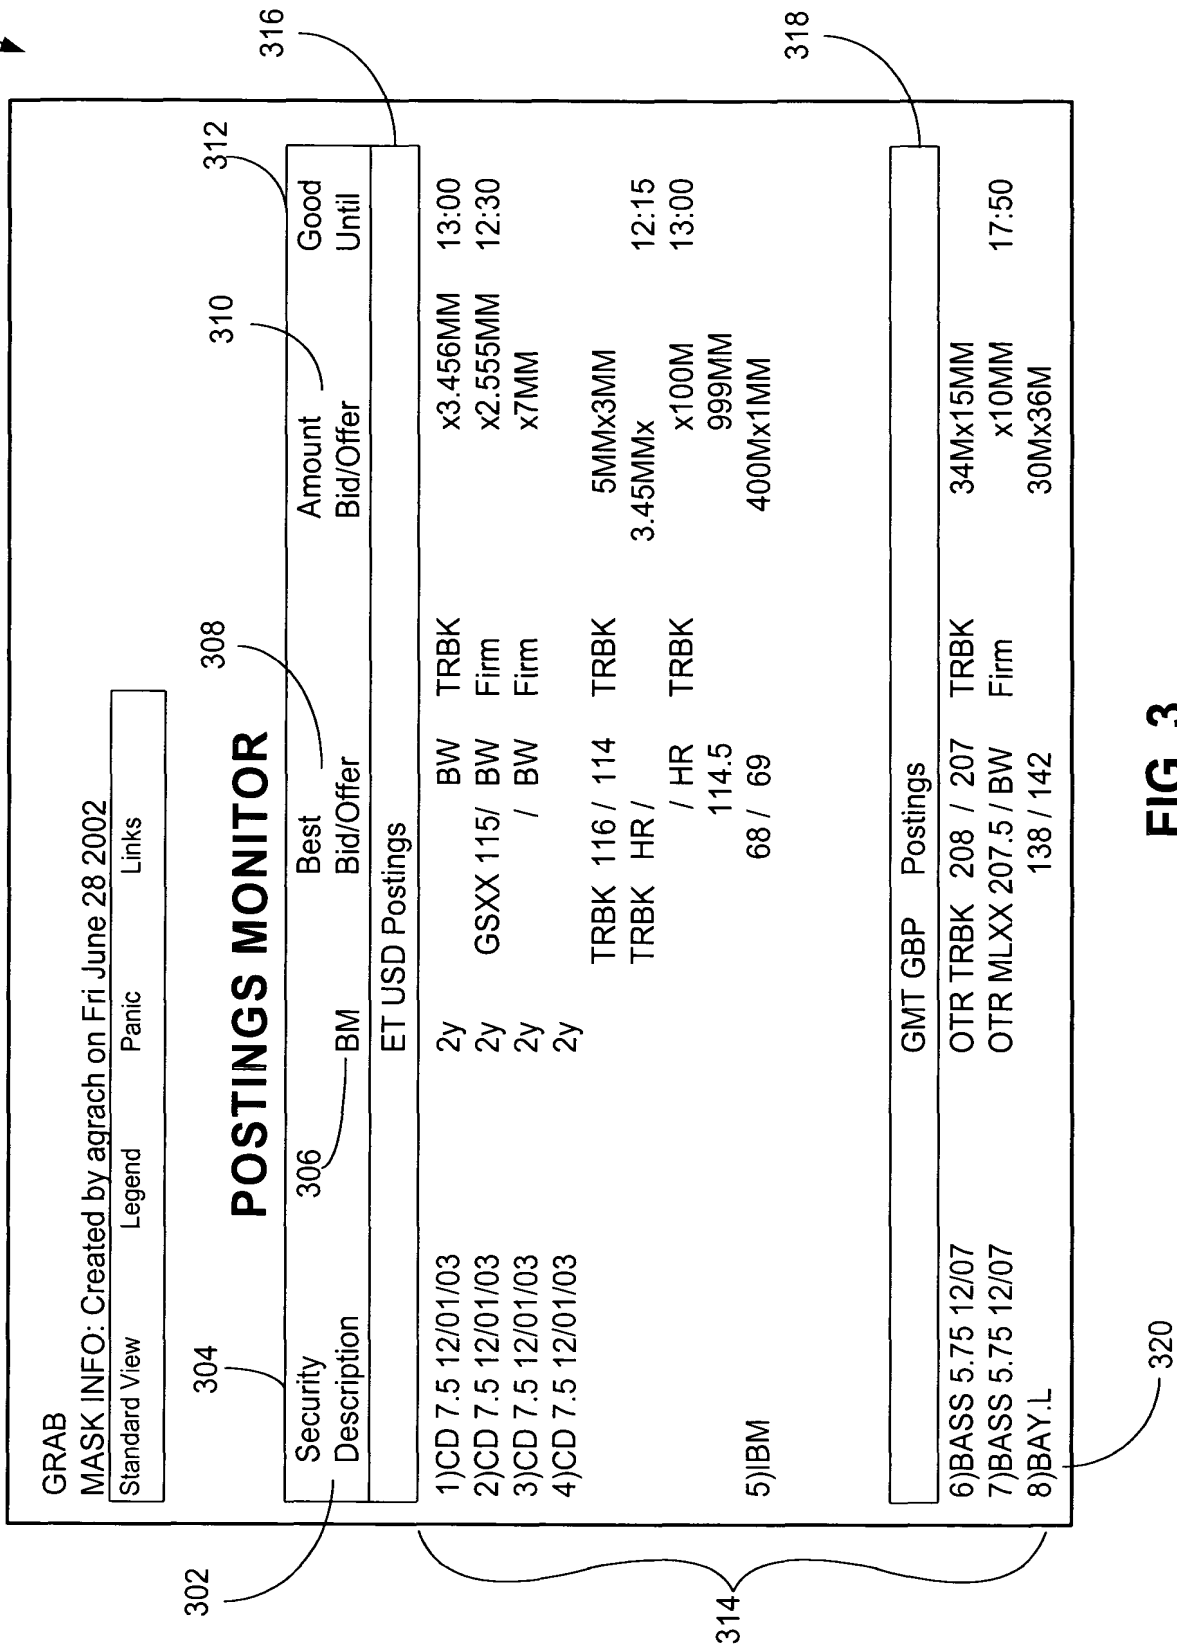 GRAB
MASK INFO: Created by agrach on Fri June 28 2002
Standard View Legend Panic Links
POSTINGS MONITOR
302
304
306
308
310
312
Security Best Amount Good
Description BM Bid/Offer Bid/Offer Until
ET USD Postings
316
1)CD 7.5 12/01/03 2y BW TRBK x3.456MM 13:00
2)CD 7.5 12/01/03 2y GSXX 115/ BW Firm x2.555MM 12:30
3)CD 7.5 12/01/03 2y / BW Firm x7MM
4)CD 7.5 12/01/03 2y
TRBK 116 / 114 TRBK 5MMx3MM
TRBK HR / 3.45MMx 12:15
/ HR TRBK x100M 13:00
114.5 999MM
5)IBM 68 / 69 400Mx1MM
314
GMT GBP Postings
318
6)BASS 5.75 12/07 OTR TRBK 208 / 207 TRBK 34Mx15MM
7)BASS 5.75 12/07 OTR MLXX 207.5 / BW Firm x10MM 17:50
8)BAY.L 138 / 142 30Mx36M
320
FIG. 3